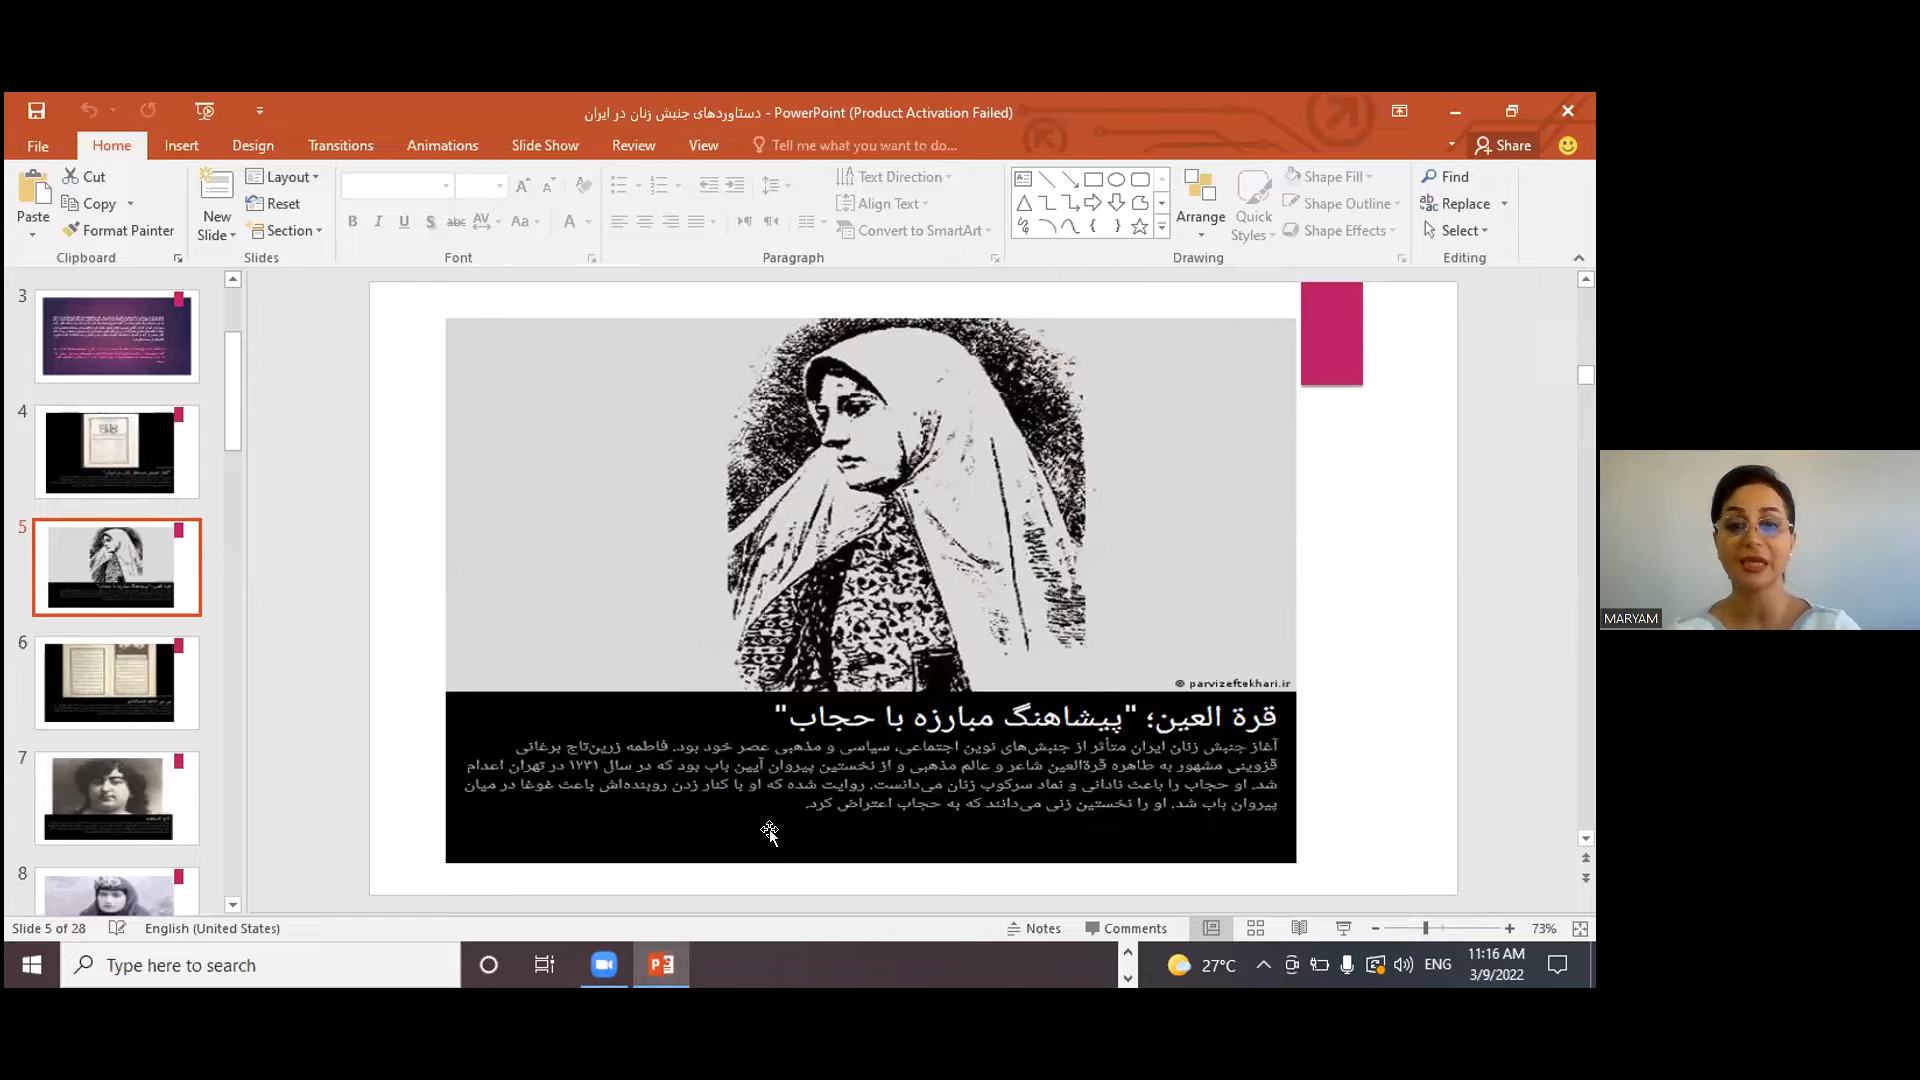 دستاوردهای جنبش زنان در ایران - PowerPoint (Product Activation Failed)
File Home Insert Design Transitions Animations Slide Show Review View Tell me what you want to do... Share
Paste
Cut
Copy
Format Painter
Clipboard
New Slide
Layout
Reset
Section
Slides
B I U S abc AV Aa A
Font
Text Direction
Align Text
Convert to SmartArt
Paragraph
Arrange
Quick Styles
Shape Fill
Shape Outline
Shape Effects
Drawing
Find
Replace
Select
Editing
3
4
5
6
7
8
© parvizeftekhari.ir
قرة العین؛ "پیشاهنگ مبارزه با حجاب"
آغاز جنبش زنان ایران متأثر از جنبش‌های نوین اجتماعی، سیاسی و مذهبی عصر خود بود. فاطمه زرین‌تاج برغانی
قزوینی مشهور به طاهره قرةالعین شاعر و عالم مذهبی و از نخستین پیروان آیین باب بود که در سال ۱۲۳۱ در تهران اعدام
شد. او حجاب را باعث نادانی و نماد سرکوب زنان می‌دانست. روایت شده که او با کنار زدن روبنده‌اش باعث غوغا در میان
پیروان باب شد. او را نخستین زنی می‌دانند که به حجاب اعتراض کرد.
MARYAM
Slide 5 of 28 English (United States) Notes Comments 73%
Type here to search
27°C ENG
11:16 AM
3/9/2022